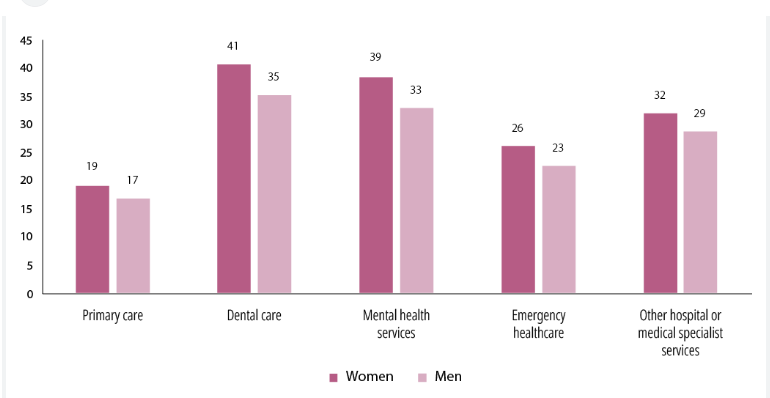 45
40
35
30
25
20
15
10
5
0
19
17
41
35
39
33
26
23
32
29
Primary care
Dental care
Mental health
services
Emergency
healthcare
Other hospital or
medical specialist
services
Women
Men